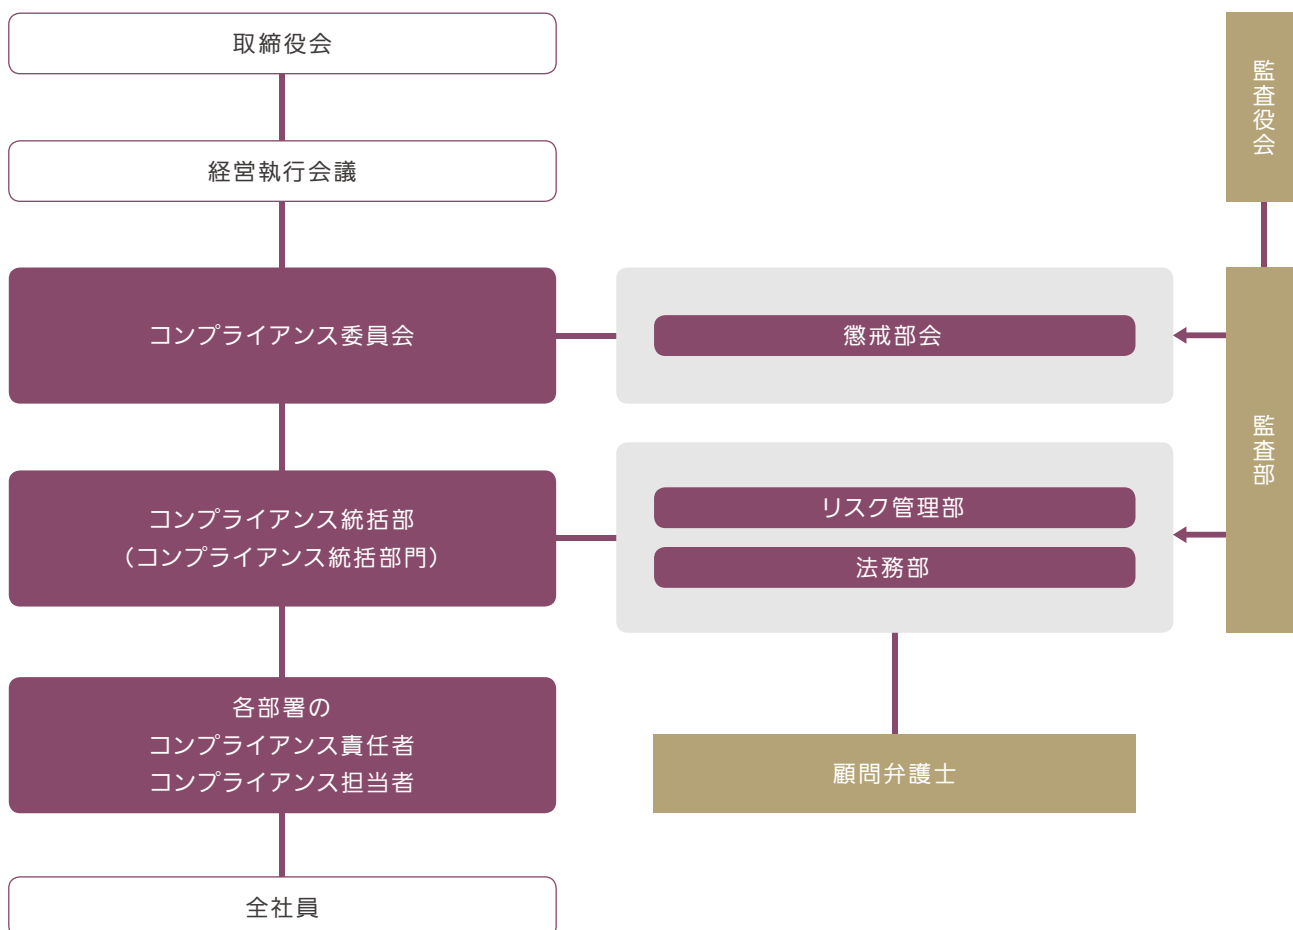 取締役会
経営執行会議
コンプライアンス委員会
懲戒部会
コンプライアンス統括部
（コンプライアンス統括部門）
リスク管理部
法務部
各部署の
コンプライアンス責任者
コンプライアンス担当者
顧問弁護士
全社員
監査役会
監査部